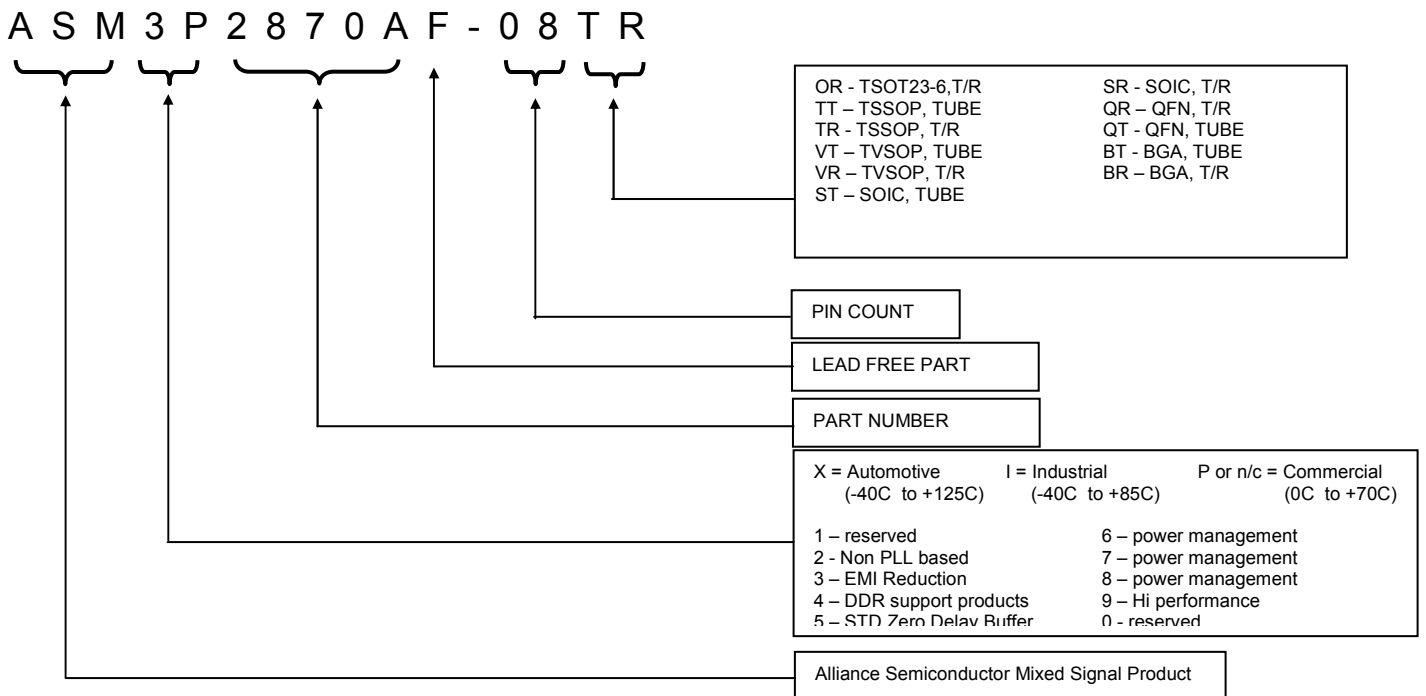 A S M 3 P 2 8 7 0 A F - 0 8 T R
OR - TSOT23-6,T/R SR - SOIC, T/R
TT – TSSOP, TUBE QR – QFN, T/R
TR - TSSOP, T/R QT - QFN, TUBE
VT – TVSOP, TUBE BT - BGA, TUBE
VR – TVSOP, T/R BR – BGA, T/R
ST – SOIC, TUBE
PIN COUNT
LEAD FREE PART
PART NUMBER
X = Automotive I = Industrial P or n/c = Commercial
(-40C to +125C) (-40C to +85C) (0C to +70C)
1 – reserved 6 – power management
2 - Non PLL based 7 – power management
3 – EMI Reduction 8 – power management
4 – DDR support products 9 – Hi performance
5 – STD Zero Delay Buffer 0 - reserved
Alliance Semiconductor Mixed Signal Product